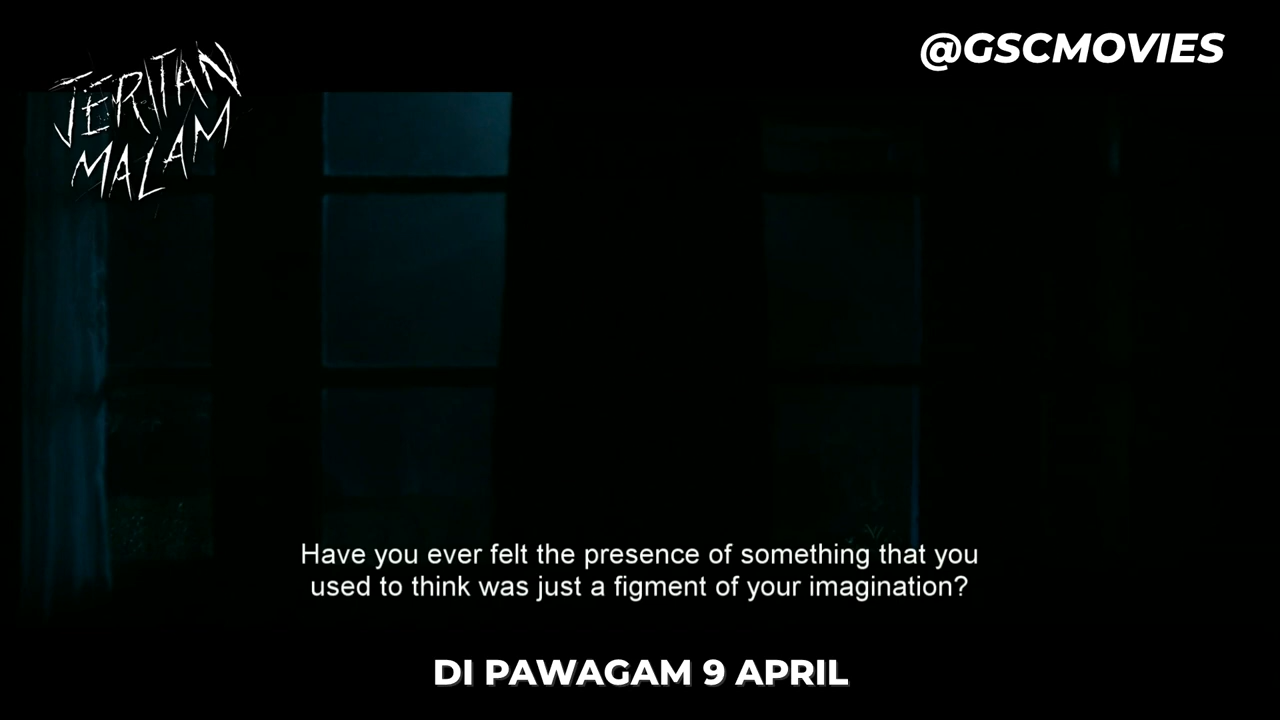 JERITAN
MALAM
@GSCMOVIES
Have you ever felt the presence of something that you
used to think was just a figment of your imagination?
DI PAWAGAM 9 APRIL